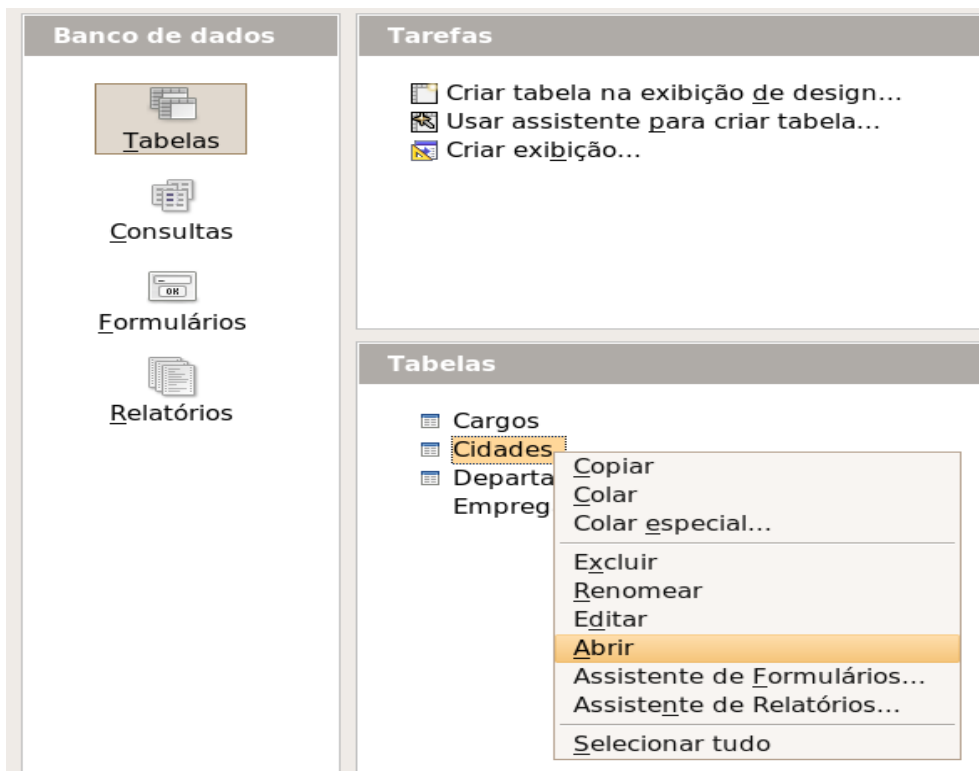 Banco de dados
Tabelas
Consultas
OK
Formulários
Relatórios
Tarefas
Criar tabela na exibição de design...
Usar assistente para criar tabela...
Criar exibição...
Tabelas
Cargos
Cidades
Departa
Empreg
Copiar
Colar
Colar especial...
Excluir
Renomear
Editar
Abrir
Assistente de Formulários...
Assistente de Relatórios...
Selecionar tudo